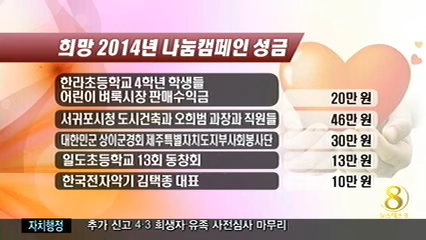 희망 2014년 나눔캠페인 성금
한라초등학교 4학년 학생들
어린이 벼룩시장 판매수익금
20만 원
서귀포시청 도시건축과 오희범 과장과 직원들
46만 원
대한민국 상이군경회 제주특별자치도지부사회봉사단
30만 원
일도초등학교 13회 동창회
13만 원
한국전자악기 김택종 대표
10만 원
8
자치행정
추가 신고 4·3 희생자 유족 사전심사 마무리